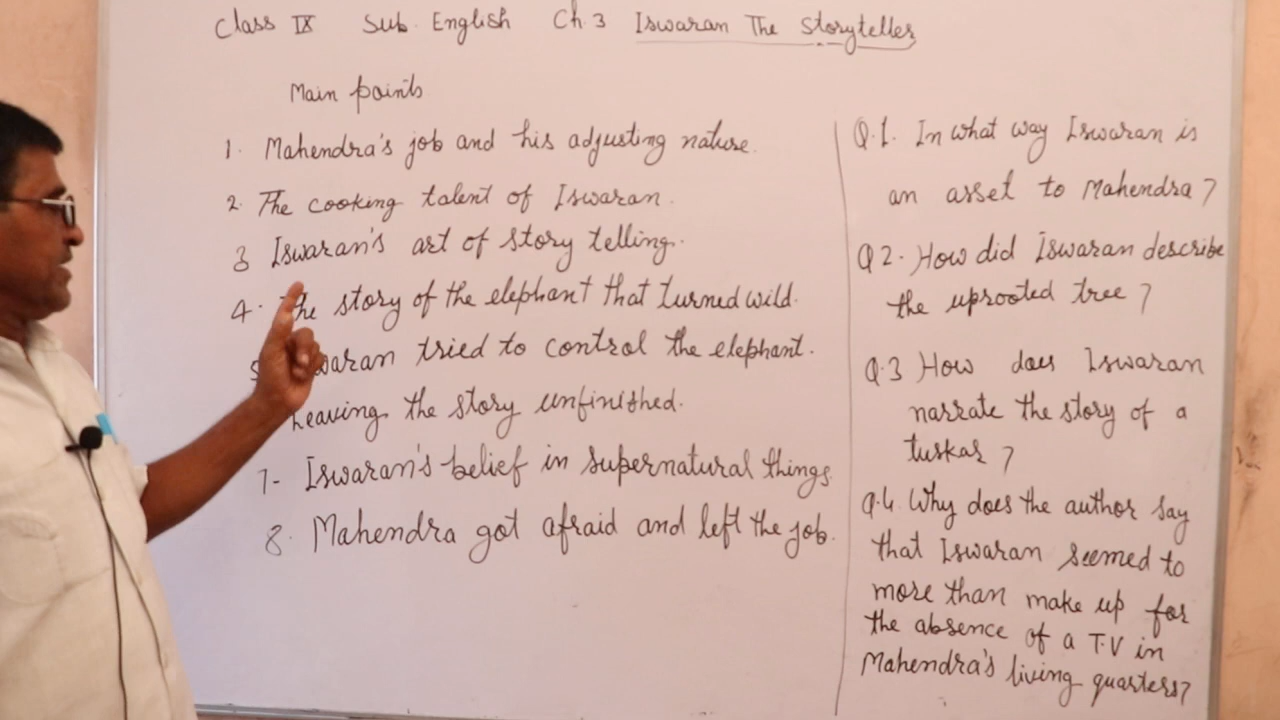 Class IX Sub. English Ch.3 Iswaran The Storyteller
Main points
1. Mahendra's job and his adjusting nature.
2. The cooking talent of Iswaran.
3 Iswaran's art of story telling.
4. The story of the elephant that turned wild.
tried to control the elephant.
Leaving the story unfinished.
7- Iswaran's belief in supernatural things
8. Mahendra got afraid and left the job.
Q.1. In what way Iswaran is
an asset to Mahendra?
Q2. How did Iswaran describe
the uprooted tree?
Q.3 How does Iswaran
narrate the story of a
tuskar?
Q.4. Why does the author say
that Iswaran seemed to
more than make up for
the absence of a T.V in
Mahendra's living quarters?